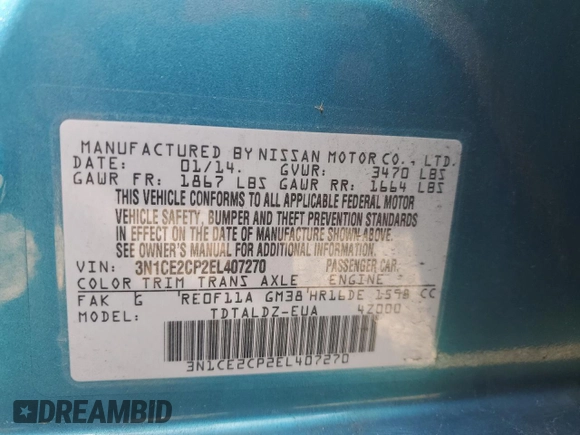 MANUFACTURED BY NISSAN MOTOR CO., LTD.
DATE: 01/14. GVWR: 3470 LBS
GAWR FR: 1867 LBS GAWR RR: 1664 LBS
THIS VEHICLE CONFORMS TO ALL APPLICABLE FEDERAL MOTOR
VEHICLE SAFETY, BUMPER AND THEFT PREVENTION STANDARDS
IN EFFECT ON THE DATE OF MANUFACTURE SHOWN ABOVE.
SEE OWNER'S MANUAL FOR ADDITIONAL INFORMATION.
VIN: 3N1CE2CP2EL407270 PASSENGER CAR.
COLOR TRIM TRANS AXLE ENGINE
FAK G RE0F11A GM38 HR16DE 1598 CC
MODEL: TDTALDZ-EUA 4Z000
3N1CE2CP2EL407270
DREAMBID